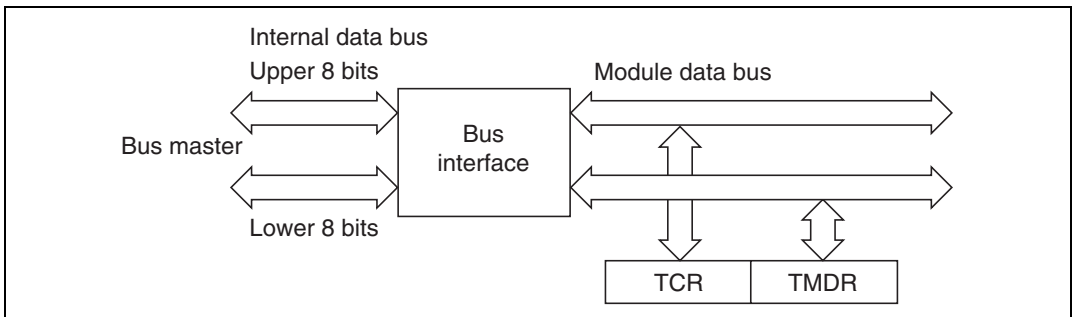 Internal data bus
Upper 8 bits
Module data bus
Bus master
Bus
interface
Lower 8 bits
TCR
TMDR